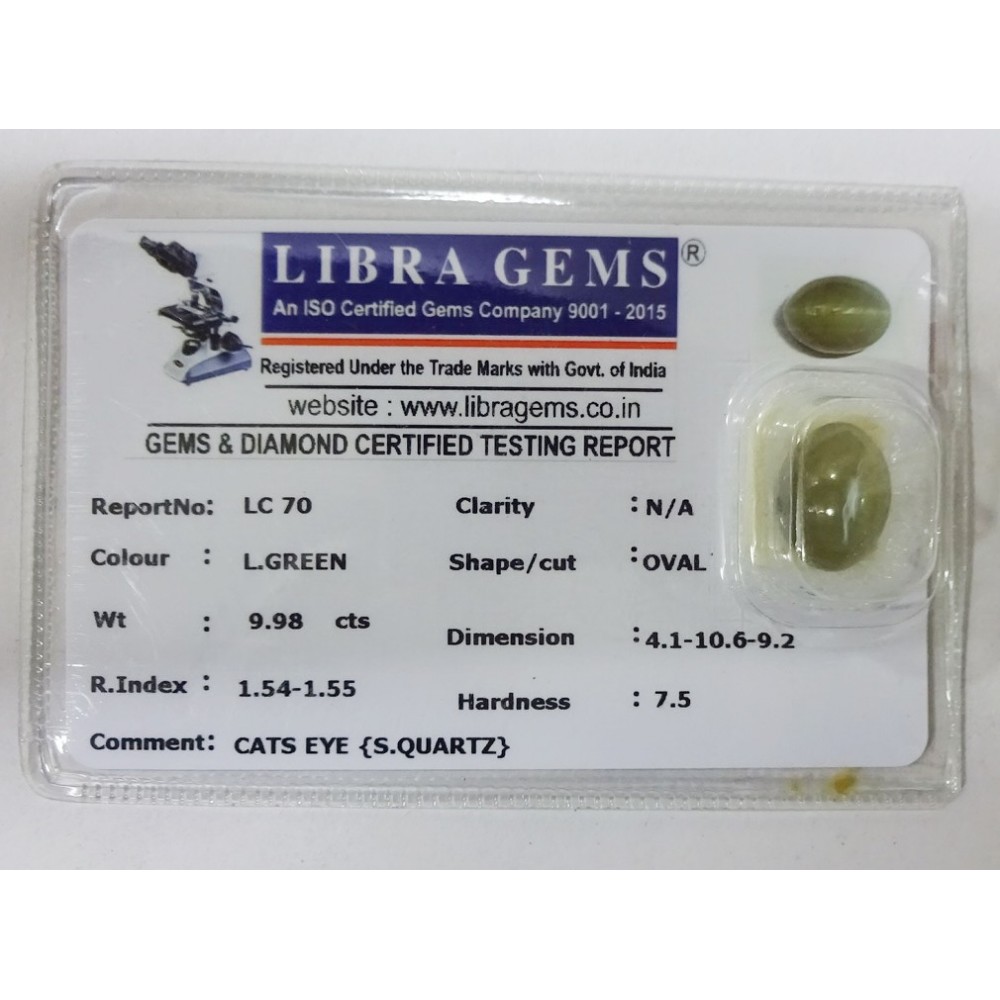 LIBRA GEMS ®
An ISO Certified Gems Company 9001 - 2015
Registered Under the Trade Marks with Govt. of India
website : www.libragems.co.in
GEMS & DIAMOND CERTIFIED TESTING REPORT
ReportNo: LC 70 Clarity : N/A
Colour : L.GREEN Shape/cut : OVAL
Wt : 9.98 cts Dimension : 4.1-10.6-9.2
R.Index : 1.54-1.55 Hardness : 7.5
Comment: CATS EYE {S.QUARTZ}